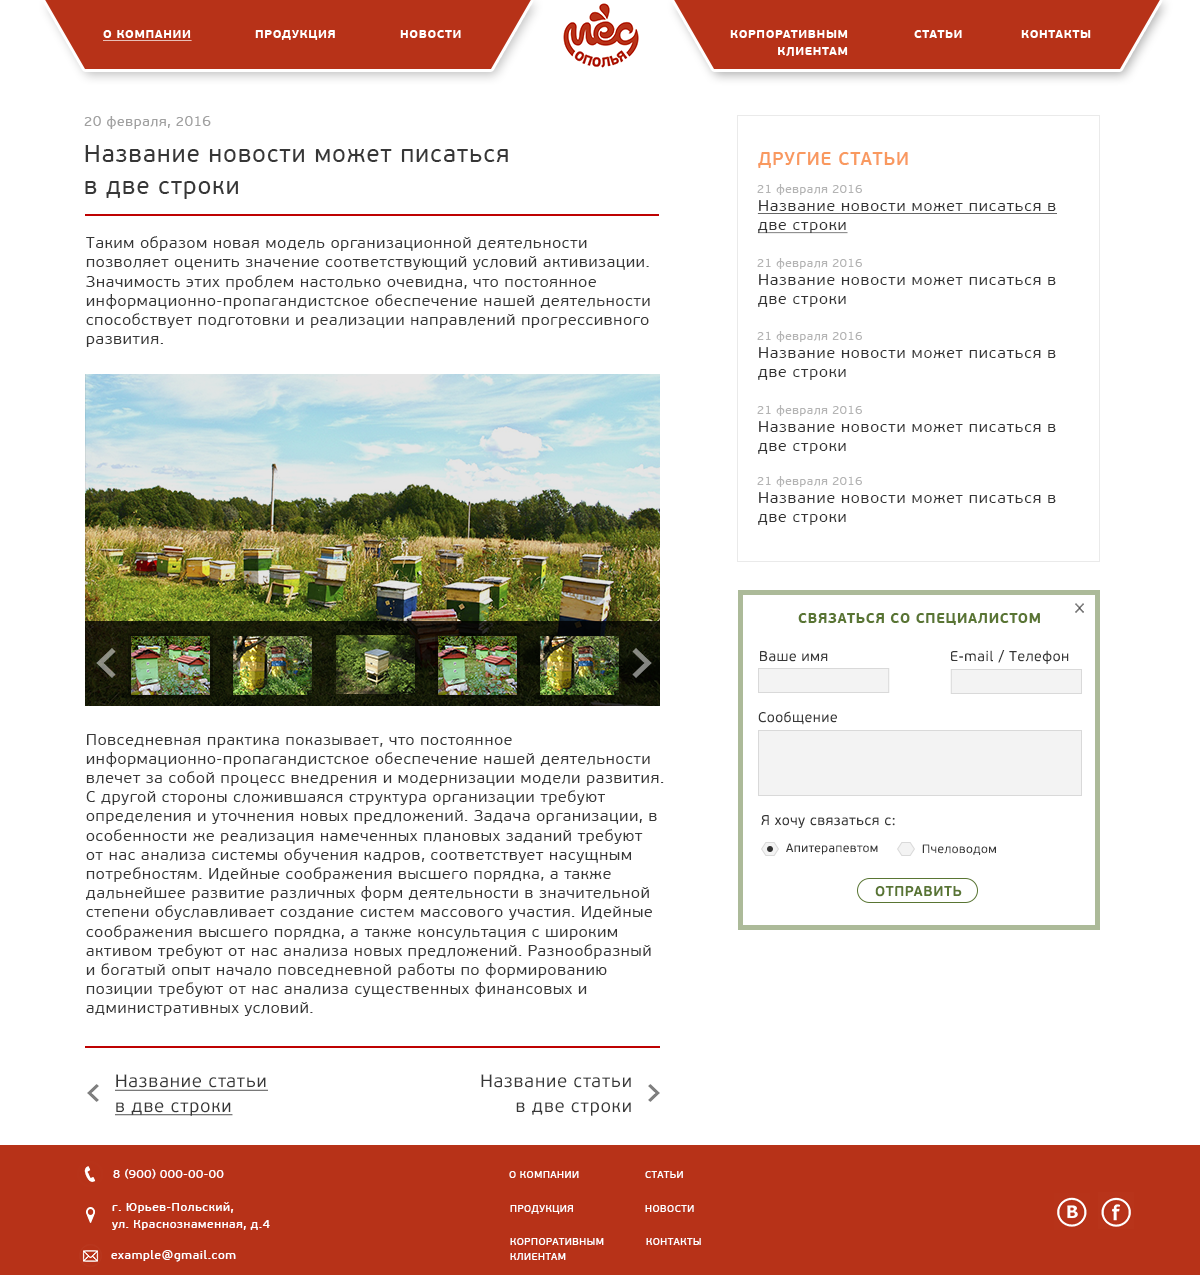 О КОМПАНИИ
ПРОДУКЦИЯ
НОВОСТИ
МЁС
ОПОЛЬЯ
КОРПОРАТИВНЫМ
КЛИЕНТАМ
СТАТЬИ
КОНТАКТЫ
20 февраля, 2016
Название новости может писаться
в две строки
Таким образом новая модель организационной деятельности
позволяет оценить значение соответствующий условий активизации.
Значимость этих проблем настолько очевидна, что постоянное
информационно-пропагандистское обеспечение нашей деятельности
способствует подготовки и реализации направлений прогрессивного
развития.
Повседневная практика показывает, что постоянное
информационно-пропагандистское обеспечение нашей деятельности
влечет за собой процесс внедрения и модернизации модели развития.
С другой стороны сложившаяся структура организации требуют
определения и уточнения новых предложений. Задача организации, в
особенности же реализация намеченных плановых заданий требуют
от нас анализа системы обучения кадров, соответствует насущным
потребностям. Идейные соображения высшего порядка, а также
дальнейшее развитие различных форм деятельности в значительной
степени обуславливает создание систем массового участия. Идейные
соображения высшего порядка, а также консультация с широким
активом требуют от нас анализа новых предложений. Разнообразный
и богатый опыт начало повседневной работы по формированию
позиции требуют от нас анализа существенных финансовых и
административных условий.
Название статьи
в две строки
Название статьи
в две строки
ДРУГИЕ СТАТЬИ
21 февраля 2016
Название новости может писаться в
две строки
21 февраля 2016
Название новости может писаться в
две строки
21 февраля 2016
Название новости может писаться в
две строки
21 февраля 2016
Название новости может писаться в
две строки
21 февраля 2016
Название новости может писаться в
две строки
СВЯЗАТЬСЯ СО СПЕЦИАЛИСТОМ
Ваше имя
E-mail / Телефон
Сообщение
Я хочу связаться с:
Апитерапевтом
Пчеловодом
ОТПРАВИТЬ
8 (900) 000-00-00
г. Юрьев-Польский,
ул. Краснознаменная, д.4
example@gmail.com
О КОМПАНИИ
СТАТЬИ
ПРОДУКЦИЯ
НОВОСТИ
КОРПОРАТИВНЫМ
КЛИЕНТАМ
КОНТАКТЫ
В
f